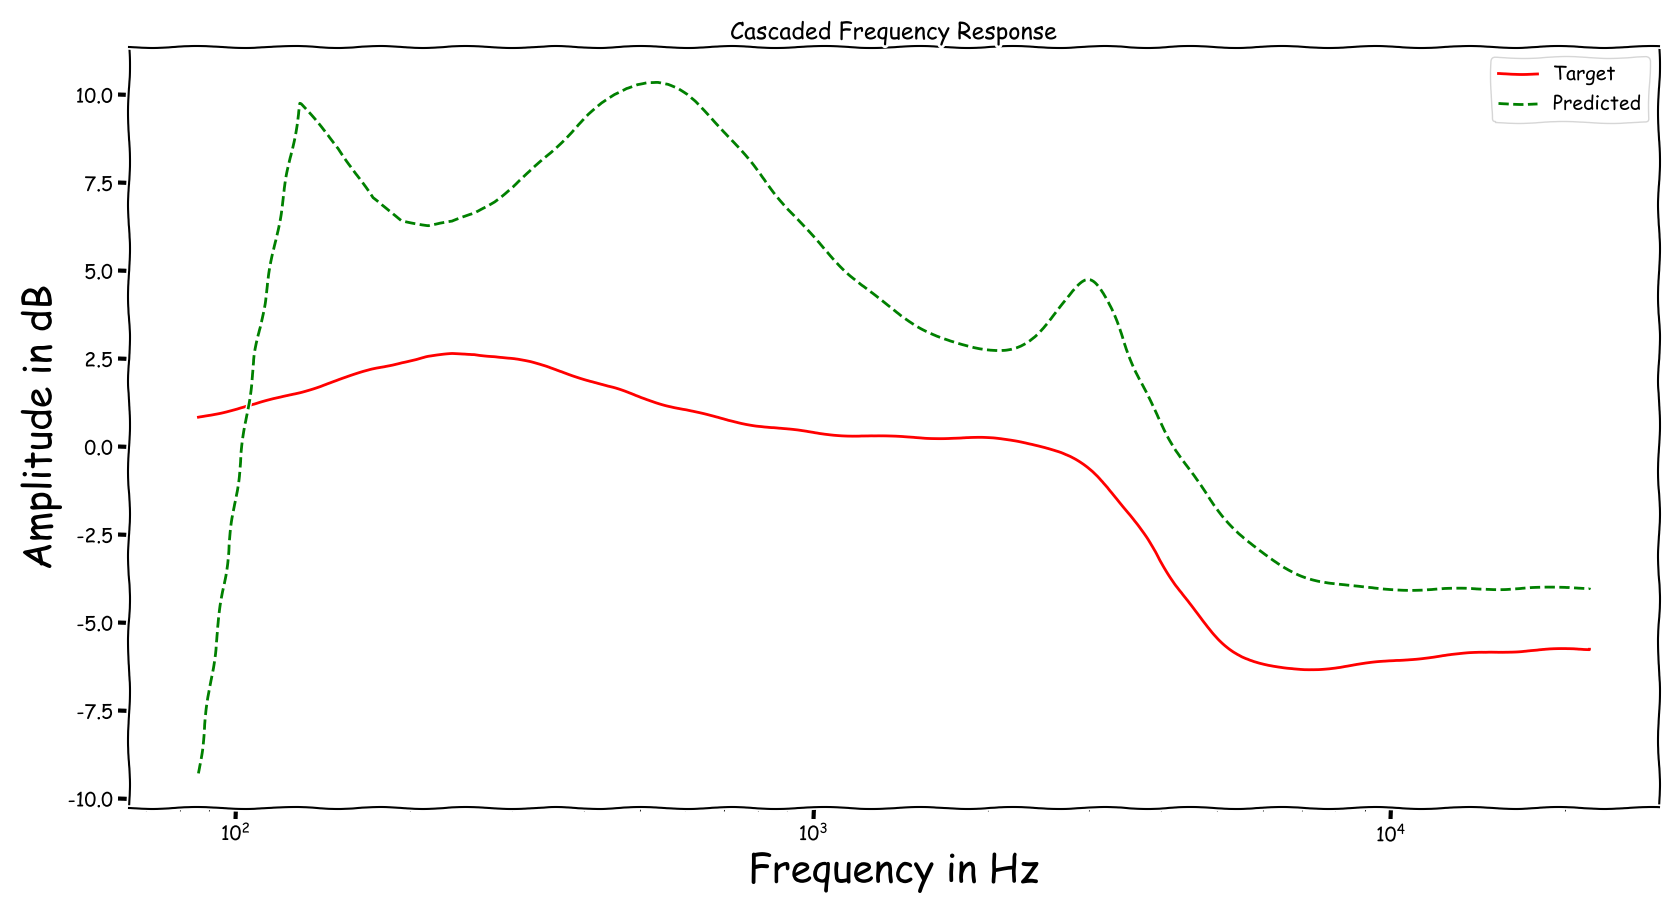 Cascaded Frequency Response
Target
Predicted
Amplitude in dB
10.0
7.5
5.0
2.5
0.0
-2.5
-5.0
-7.5
-10.0
10²
10³
10⁴
Frequency in Hz